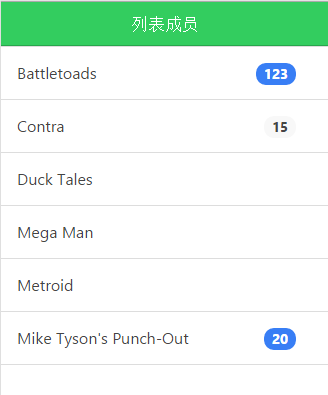 列表成员
Battletoads 123
Contra 15
Duck Tales
Mega Man
Metroid
Mike Tyson's Punch-Out 20